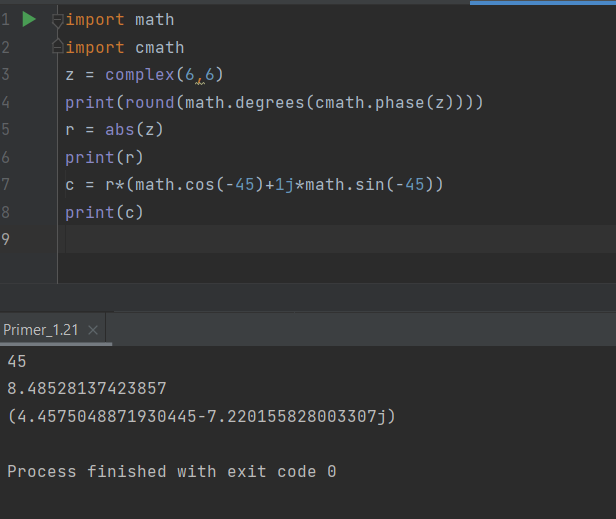 1 import math
2 import cmath
3 z = complex(6,6)
4 print(round(math.degrees(cmath.phase(z))))
5 r = abs(z)
6 print(r)
7 c = r*(math.cos(-45)+1j*math.sin(-45))
8 print(c)
9
Primer_1.21 ×
45
8.48528137423857
(4.4575048871930445-7.220155828003307j)
Process finished with exit code 0